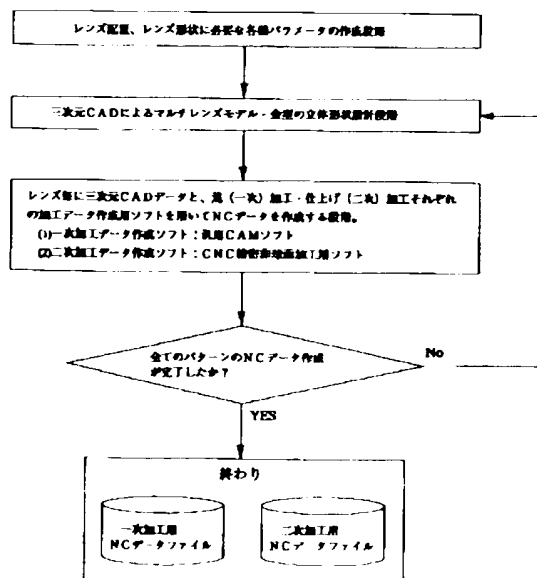 レンズ配置、レンズ形状に必要な各種パラメータの作成段階
三次元CADによるマルチレンズモデル・金型の立体形状設計段階
レンズ毎に三次元CADデータと、荒(一次)加工・仕上げ(二次)加工それぞれ
の加工データ作成用ソフトを用いてNCデータを作成する段階。
(1)一次加工データ作成ソフト:汎用CAMソフト
(2)二次加工データ作成ソフト:CNC精密非球面加工用ソフト
全てのパターンのNCデータ作成
が完了したか?
No
YES
終わり
一次加工用
NCデータファイル
二次加工用
NCデータファイル